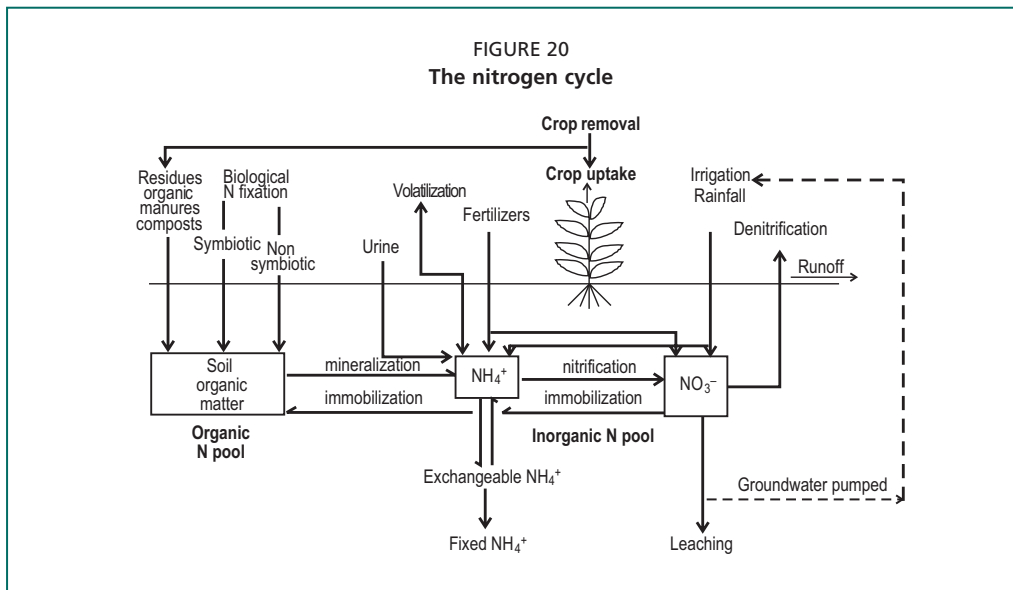 FIGURE 20
The nitrogen cycle
Crop removal
Residues
organic
manures
composts
Biological
N fixation
Symbiotic
Non
symbiotic
Urine
Volatilization
Fertilizers
Crop uptake
Irrigation
Rainfall
Denitrification
Runoff
Soil
organic
matter
mineralization
immobilization
NH₄⁺
nitrification
immobilization
NO₃⁻
Organic
N pool
Inorganic N pool
Exchangeable NH₄⁺
Fixed NH₄⁺
Groundwater pumped
Leaching